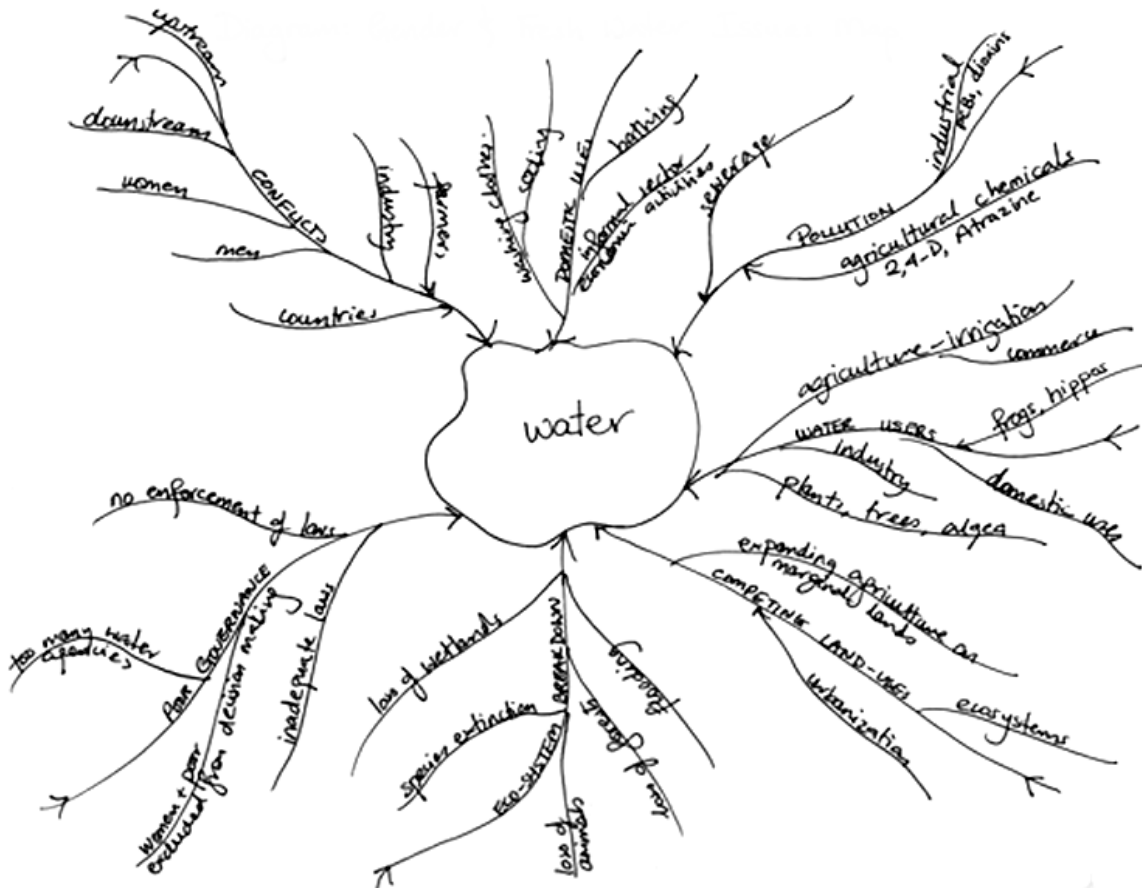 water
CONFLICTS
upstream
downstream
women
men
countries
industry
farmers
DOMESTIC USES
washing clothes
cooking
bathing
informal sector
economic activities
POLLUTION
sewerage
industrial
PCBs, dioxins
agricultural chemicals
2,4-D, Atrazine
WATER USERS
agriculture-irrigation
commerce
frogs, hippos
domestic uses
industry
plants, trees, algea
COMPETING LAND-USES
expanding agriculture on
marginal lands
ecosystems
urbanization
ECO-SYSTEM BREAKDOWN
flooding
loss of forests
loss of animals
species extinction
loss of wetlands
POOR GOVERNANCE
no enforcement of laws
too many water
agencies
women + poor
excluded from decision making
inadequate laws